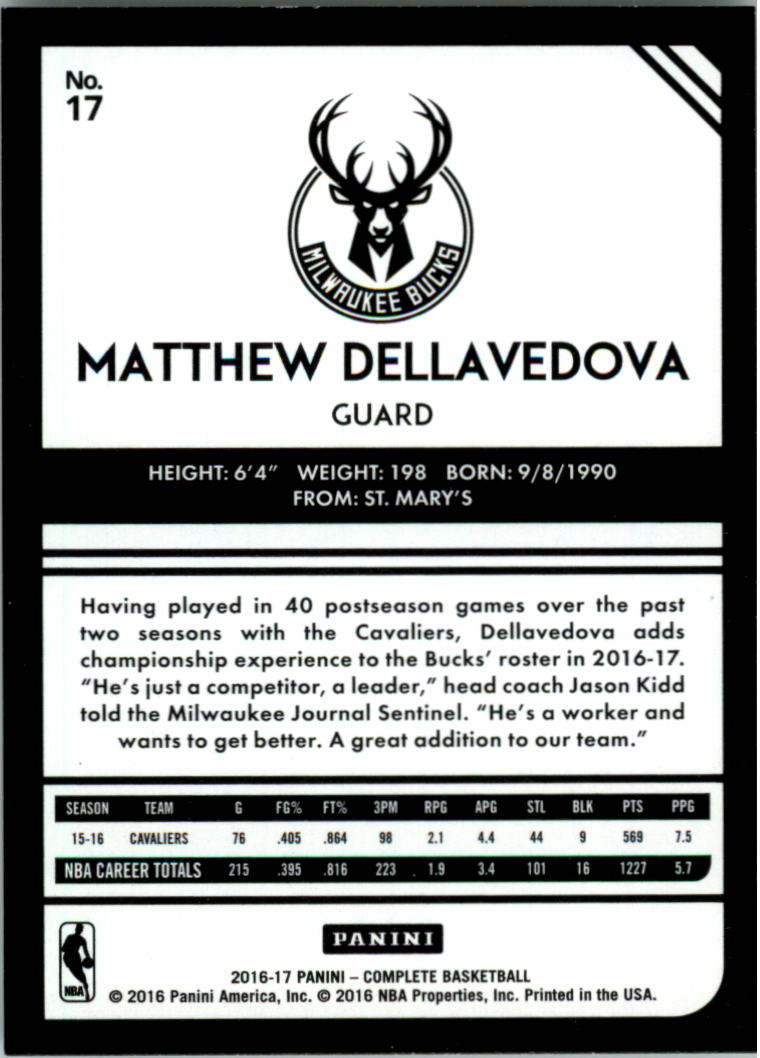 No.
17
MILWAUKEE BUCKS
MATTHEW DELLAVEDOVA
GUARD
HEIGHT: 6'4" WEIGHT: 198 BORN: 9/8/1990
FROM: ST. MARY'S
Having played in 40 postseason games over the past
two seasons with the Cavaliers, Dellavedova adds
championship experience to the Bucks' roster in 2016-17.
"He's just a competitor, a leader," head coach Jason Kidd
told the Milwaukee Journal Sentinel. "He's a worker and
wants to get better. A great addition to our team."
SEASON TEAM G FG% FT% 3PM RPG APG STL BLK PTS PPG
15-16 CAVALIERS 76 .405 .864 98 2.1 4.4 44 9 569 7.5
NBA CAREER TOTALS 215 .395 .816 223 1.9 3.4 101 16 1227 5.7
NBA
PANINI
2016-17 PANINI – COMPLETE BASKETBALL
© 2016 Panini America, Inc. © 2016 NBA Properties, Inc. Printed in the USA.